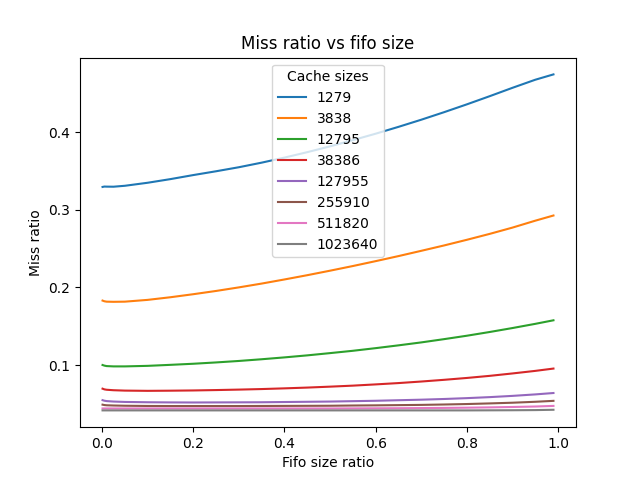 Miss ratio vs fifo size
Cache sizes
1279
3838
12795
38386
127955
255910
511820
1023640
Miss ratio
0.4
0.3
0.2
0.1
0.0 0.2 0.4 0.6 0.8 1.0
Fifo size ratio